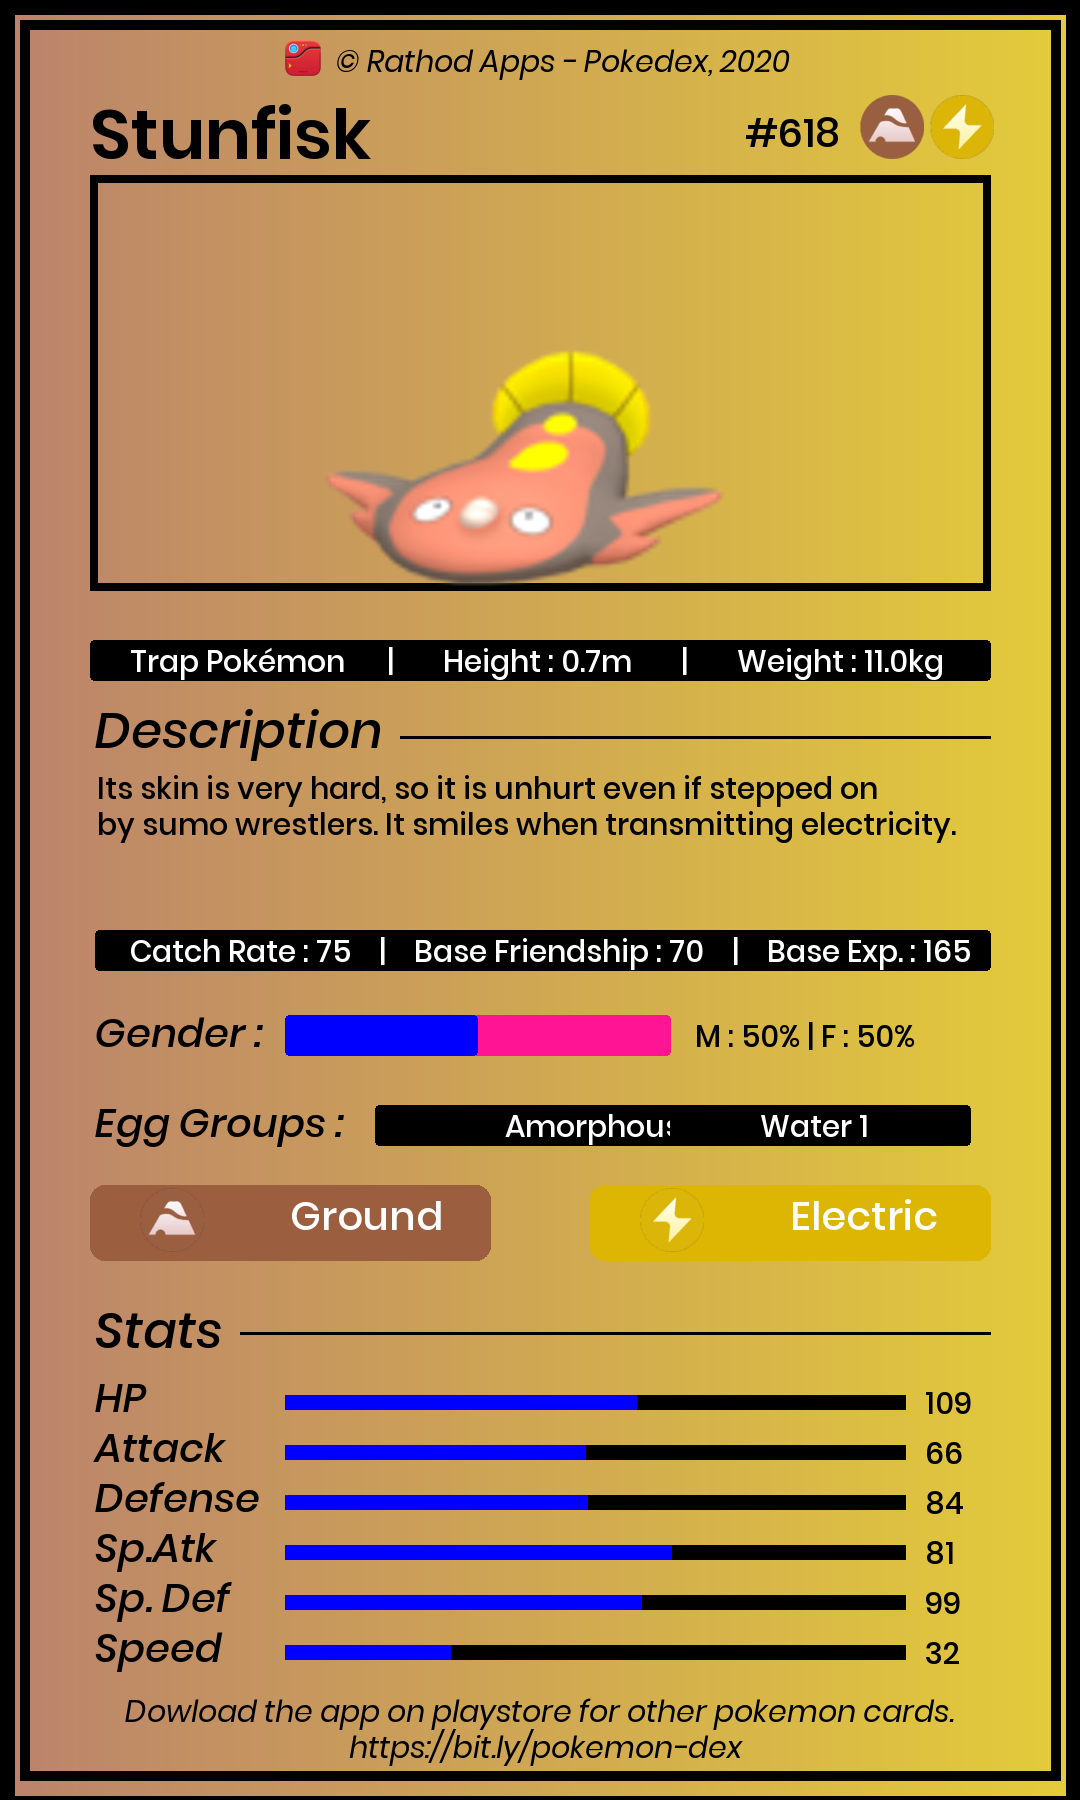 © Rathod Apps - Pokedex, 2020
Stunfisk #618
Trap Pokémon | Height : 0.7m | Weight : 11.0kg
Description
Its skin is very hard, so it is unhurt even if stepped on
by sumo wrestlers. It smiles when transmitting electricity.
Catch Rate : 75 | Base Friendship : 70 | Base Exp. : 165
Gender : M : 50% | F : 50%
Egg Groups : Amorphous Water 1
Ground Electric
Stats
HP 109
Attack 66
Defense 84
Sp.Atk 81
Sp. Def 99
Speed 32
Dowload the app on playstore for other pokemon cards.
https://bit.ly/pokemon-dex